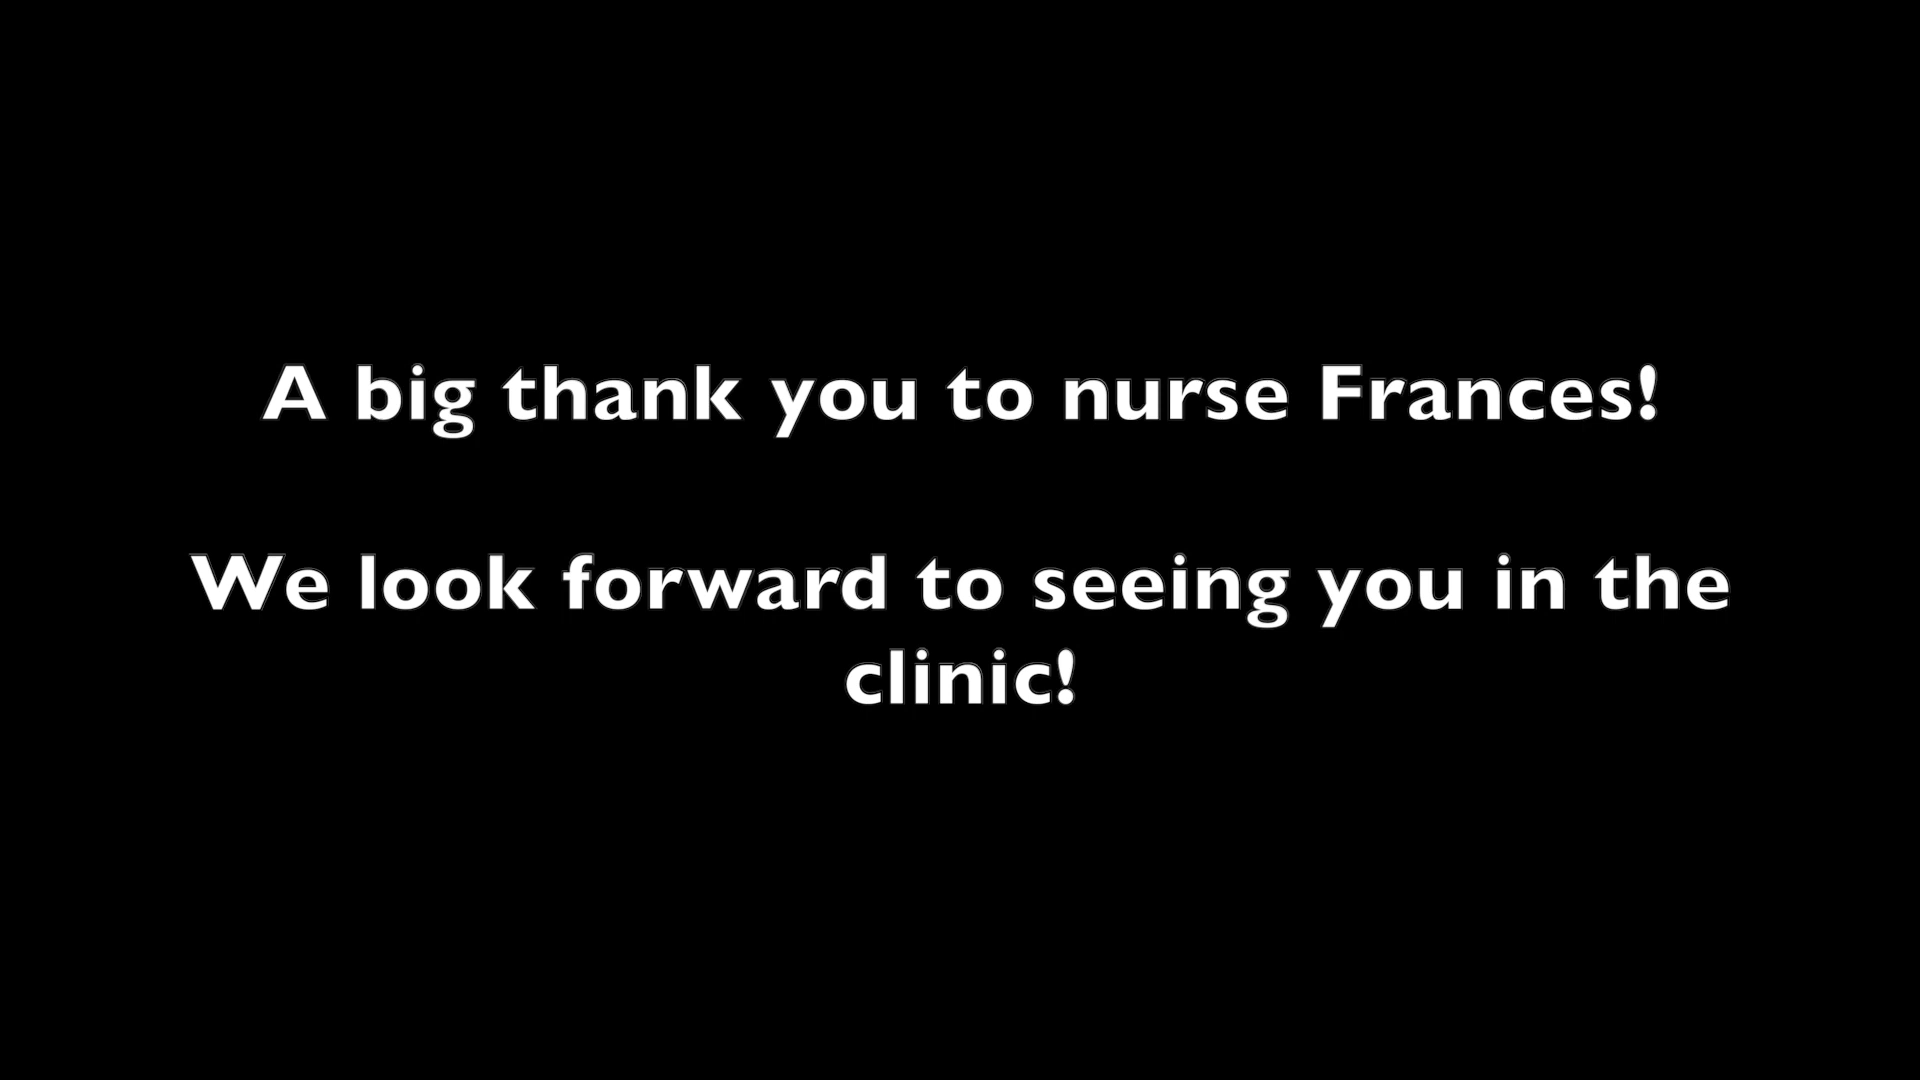 A big thank you to nurse Frances!
We look forward to seeing you in the
clinic!